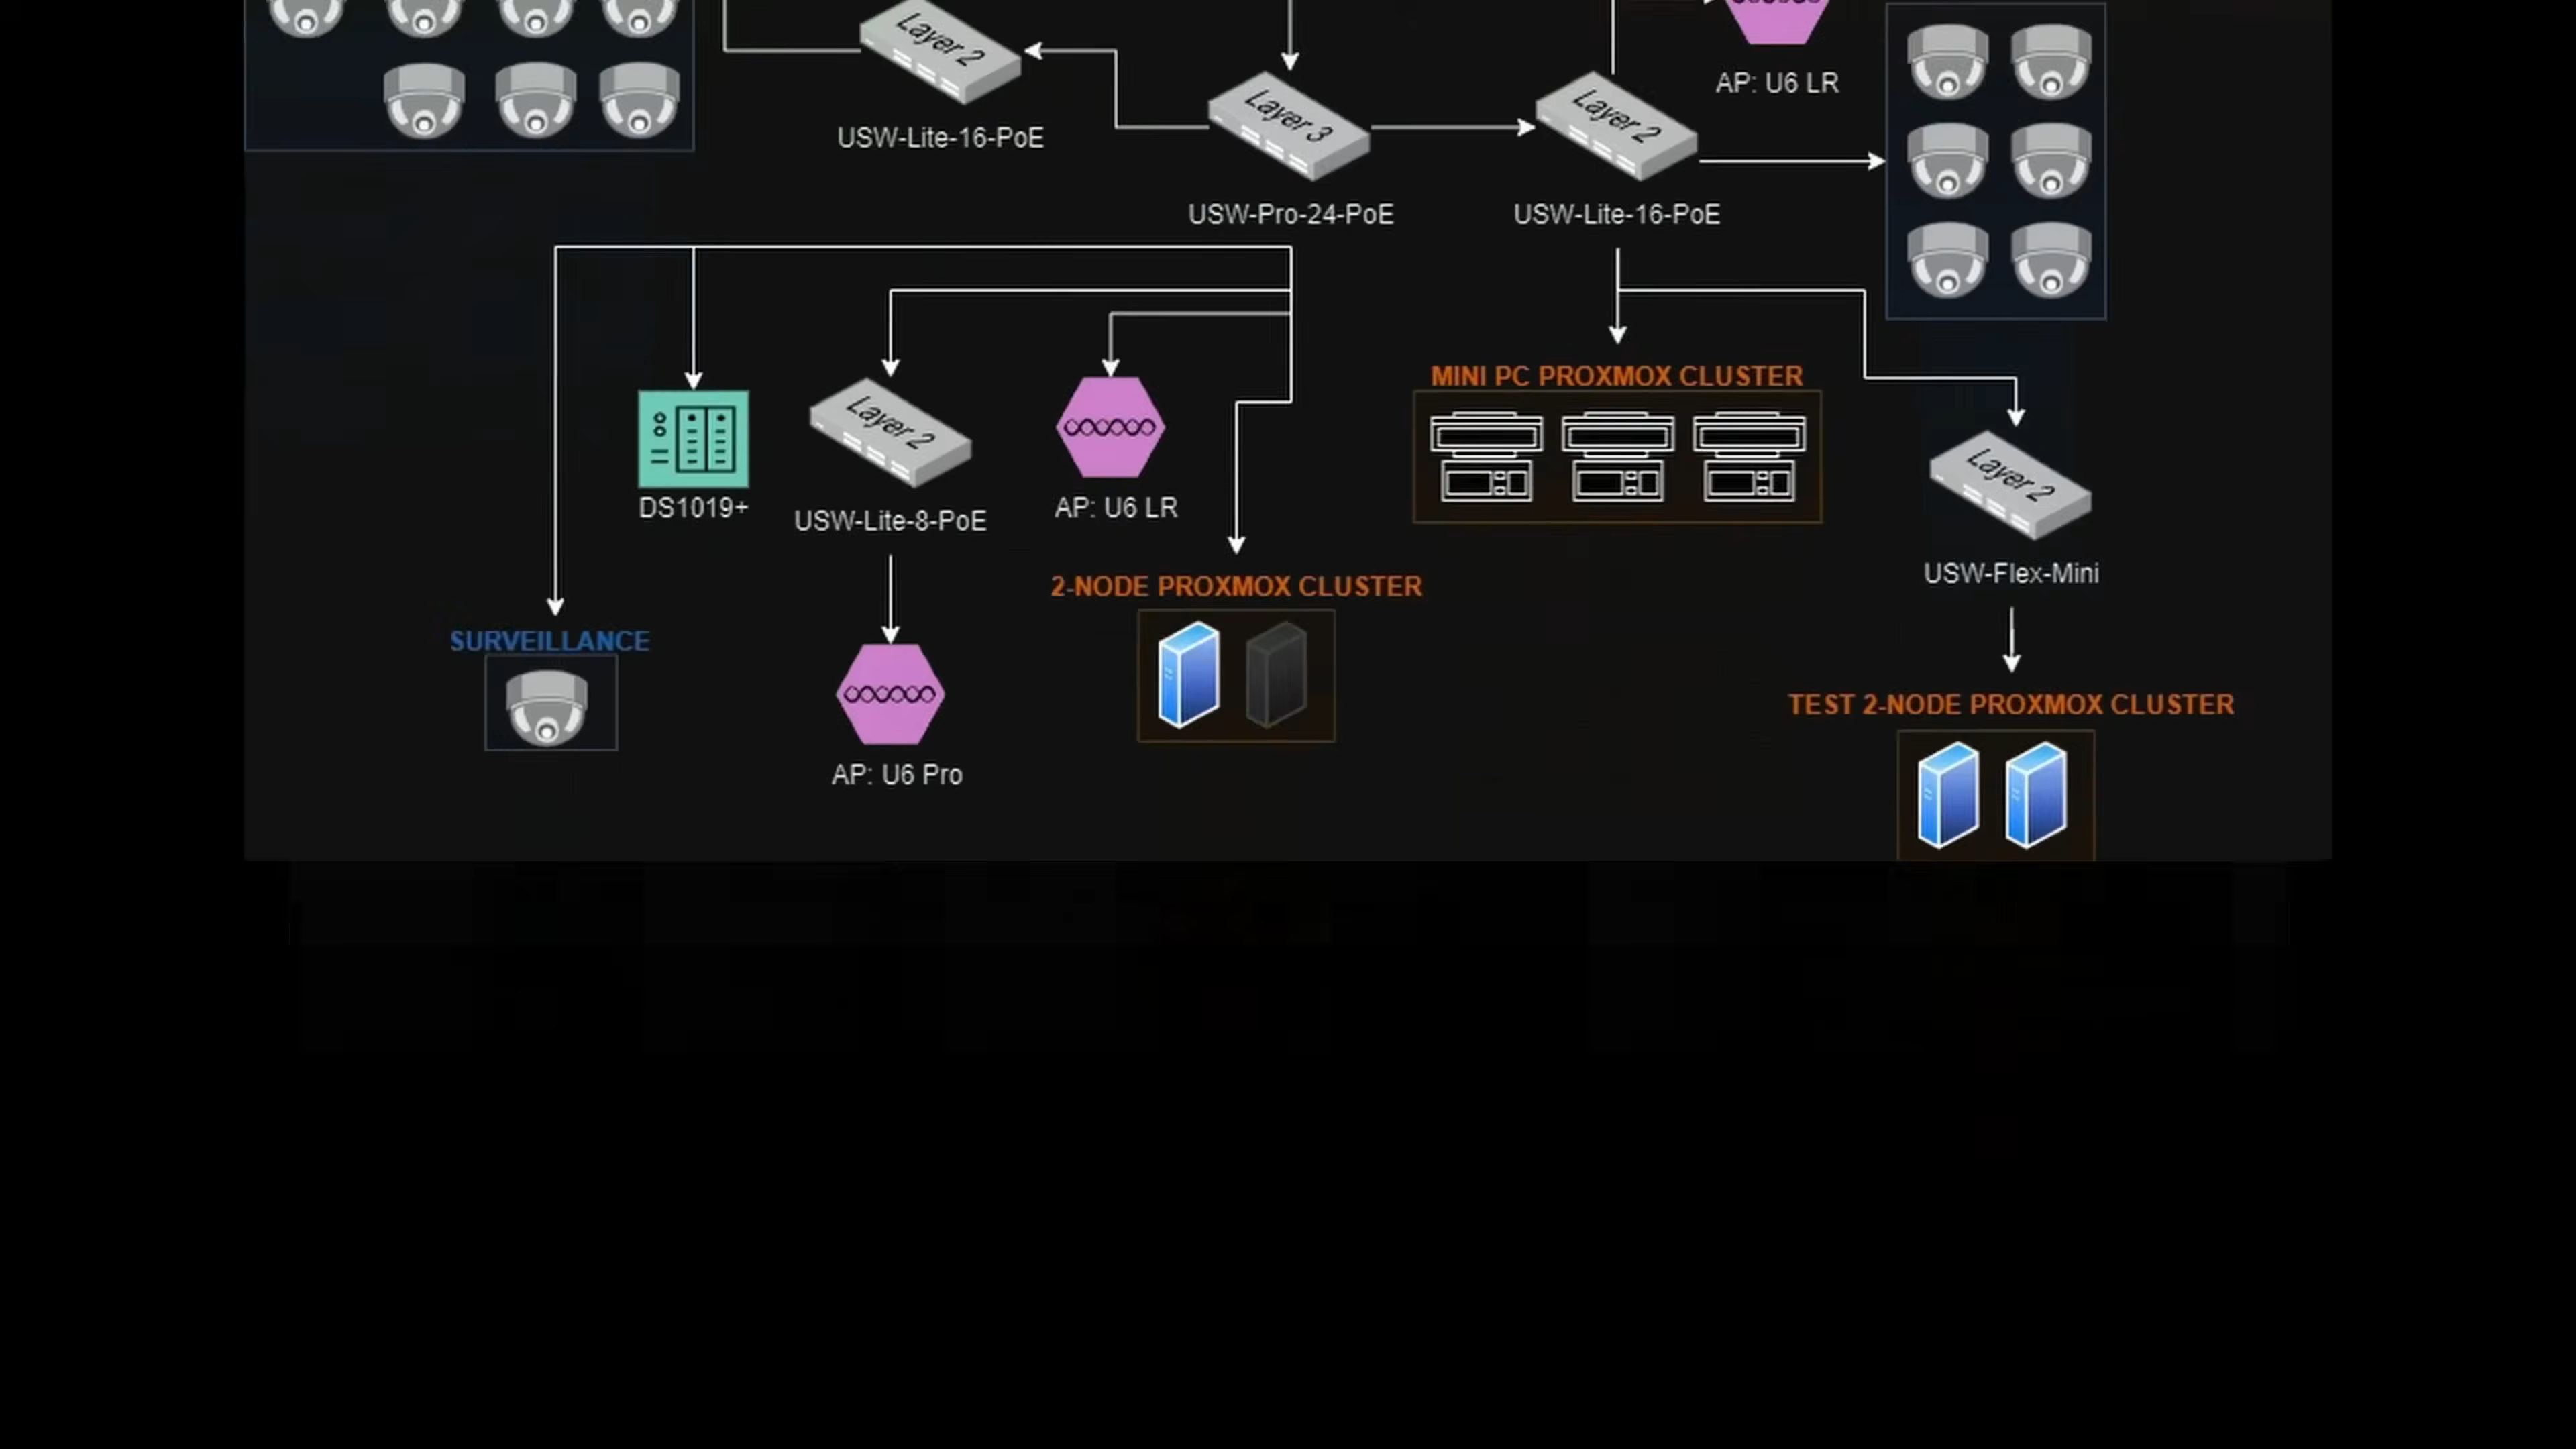 Layer 2
AP: U6 LR
USW-Lite-16-PoE
Layer 3
Layer 2
USW-Pro-24-PoE
USW-Lite-16-PoE
MINI PC PROXMOX CLUSTER
Layer 2
DS1019+
USW-Lite-8-PoE
AP: U6 LR
Layer 2
USW-Flex-Mini
2-NODE PROXMOX CLUSTER
SURVEILLANCE
TEST 2-NODE PROXMOX CLUSTER
AP: U6 Pro